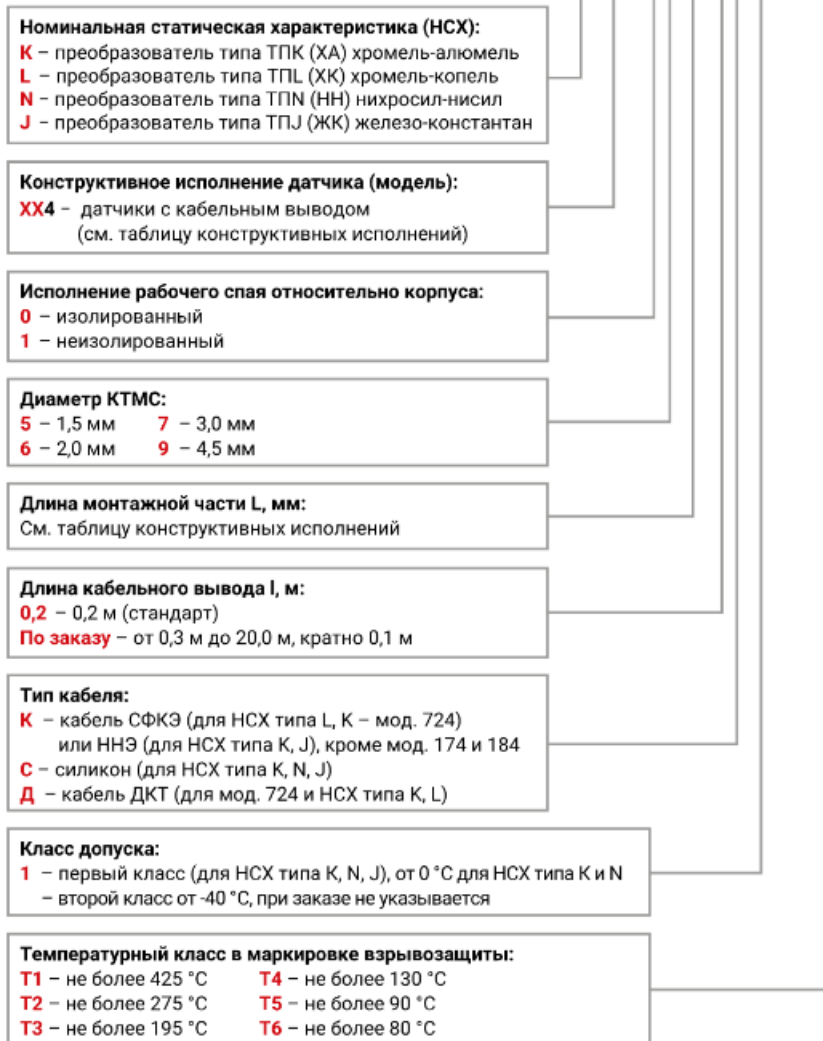 Номинальная статическая характеристика (НСХ):
К – преобразователь типа ТПК (ХА) хромель-алюмель
L – преобразователь типа ТПL (ХК) хромель-копель
N – преобразователь типа ТПN (НН) нихросил-нисил
J – преобразователь типа ТПJ (ЖК) железо-константан
Конструктивное исполнение датчика (модель):
ХХ4 – датчики с кабельным выводом
(см. таблицу конструктивных исполнений)
Исполнение рабочего спая относительно корпуса:
0 – изолированный
1 – неизолированный
Диаметр КТМС:
5 – 1,5 мм 7 – 3,0 мм
6 – 2,0 мм 9 – 4,5 мм
Длина монтажной части L, мм:
См. таблицу конструктивных исполнений
Длина кабельного вывода l, м:
0,2 – 0,2 м (стандарт)
По заказу – от 0,3 м до 20,0 м, кратно 0,1 м
Тип кабеля:
К – кабель СФКЭ (для НСХ типа L, K – мод. 724)
или ННЭ (для НСХ типа K, J), кроме мод. 174 и 184
С – силикон (для НСХ типа K, N, J)
Д – кабель ДКТ (для мод. 724 и НСХ типа K, L)
Класс допуска:
1 – первый класс (для НСХ типа K, N, J), от 0 °С для НСХ типа K и N
– второй класс от -40 °С, при заказе не указывается
Температурный класс в маркировке взрывозащиты:
Т1 – не более 425 °С Т4 – не более 130 °С
Т2 – не более 275 °С Т5 – не более 90 °С
Т3 – не более 195 °С Т6 – не более 80 °С